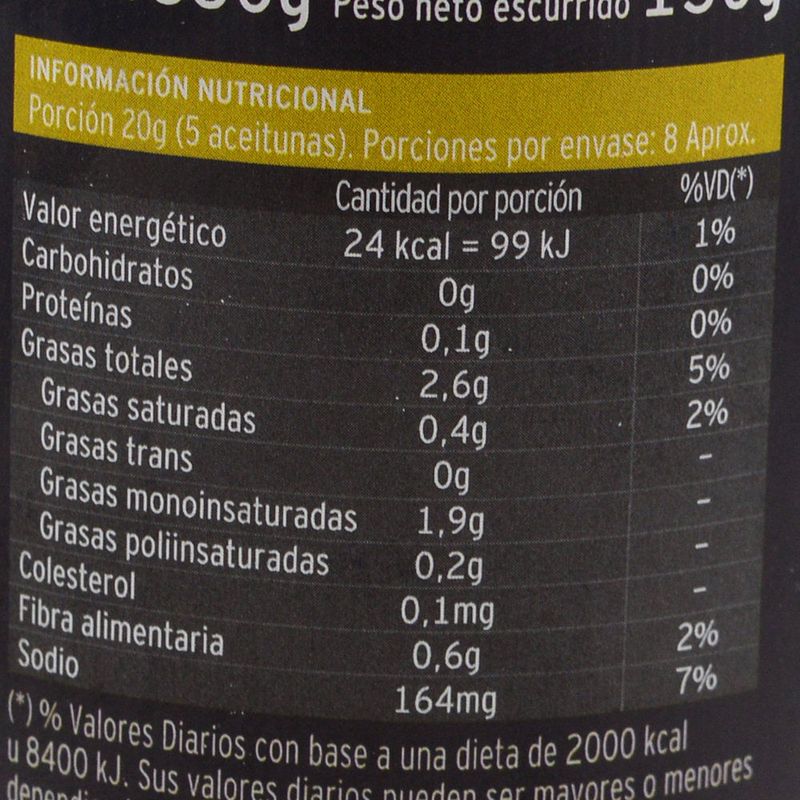 Peso neto escurrido
INFORMACIÓN NUTRICIONAL
Porción 20g (5 aceitunas). Porciones por envase: 8 Aprox.
Cantidad por porción %VD(*)
Valor energético 24 kcal = 99 kJ 1%
Carbohidratos 0g 0%
Proteínas 0,1g 0%
Grasas totales 2,6g 5%
Grasas saturadas 0,4g 2%
Grasas trans 0g –
Grasas monoinsaturadas 1,9g –
Grasas poliinsaturadas 0,2g –
Colesterol 0,1mg –
Fibra alimentaria 0,6g 2%
Sodio 164mg 7%
(*) % Valores Diarios con base a una dieta de 2000 kcal
u 8400 kJ. Sus valores diarios pueden ser mayores o menores